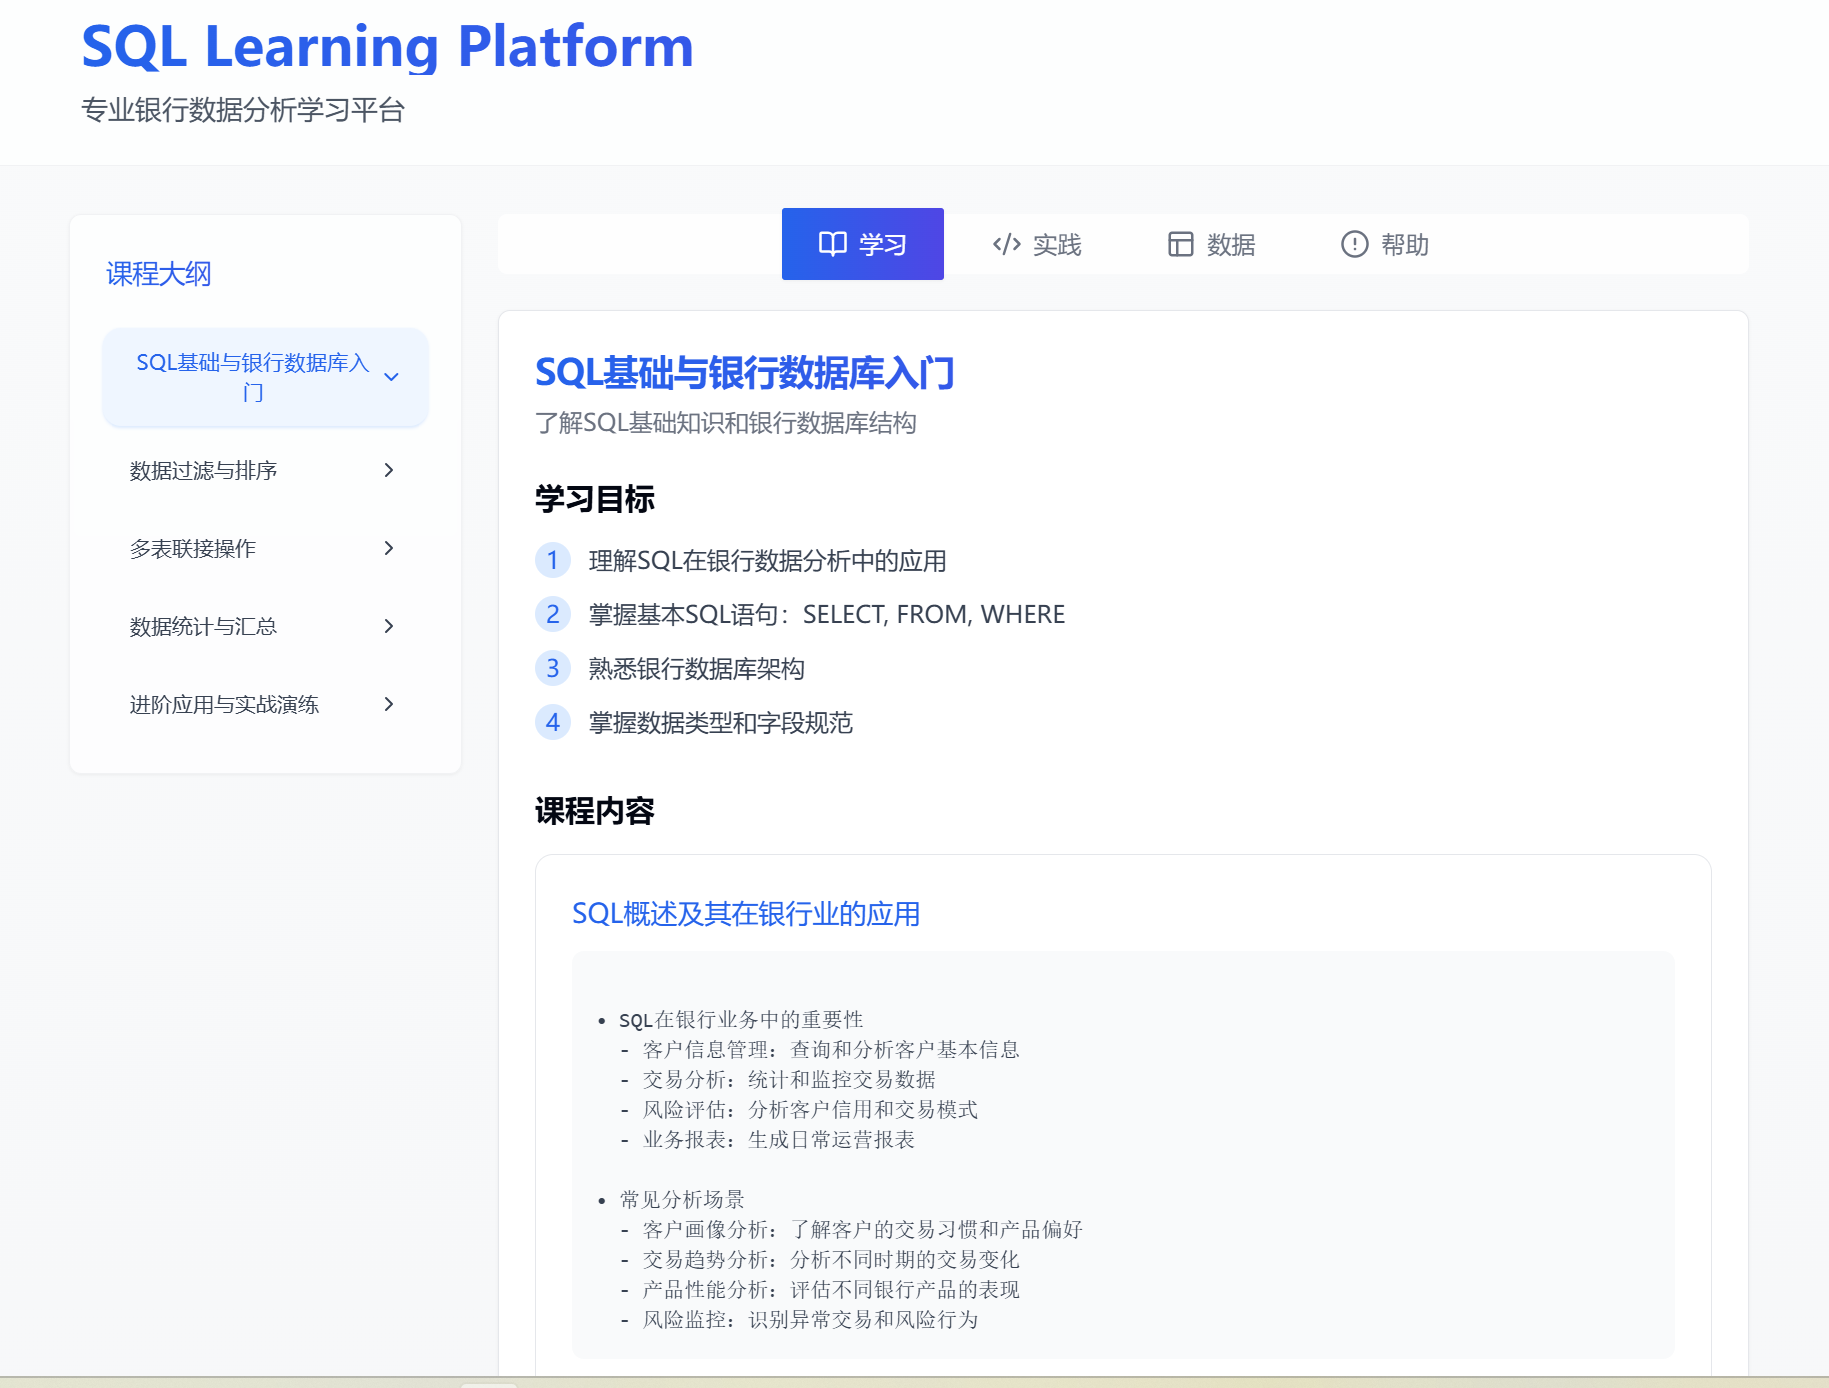 SQL Learning Platform
专业银行数据分析学习平台
课程大纲
SQL基础与银行数据库入
门
数据过滤与排序
多表联接操作
数据统计与汇总
进阶应用与实战演练
学习
实践
数据
帮助
SQL基础与银行数据库入门
了解SQL基础知识和银行数据库结构
学习目标
1 理解SQL在银行数据分析中的应用
2 掌握基本SQL语句：SELECT, FROM, WHERE
3 熟悉银行数据库架构
4 掌握数据类型和字段规范
课程内容
SQL概述及其在银行业的应用
• SQL在银行业务中的重要性
- 客户信息管理：查询和分析客户基本信息
- 交易分析：统计和监控交易数据
- 风险评估：分析客户信用和交易模式
- 业务报表：生成日常运营报表
• 常见分析场景
- 客户画像分析：了解客户的交易习惯和产品偏好
- 交易趋势分析：分析不同时期的交易变化
- 产品性能分析：评估不同银行产品的表现
- 风险监控：识别异常交易和风险行为